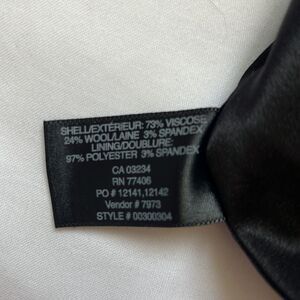 SHELL/EXTÉRIEUR: 73% VISCOSE
24% WOOL/LAINE 3% SPANDEX
LINING/DOUBLURE:
97% POLYESTER 3% SPANDEX
CA 03234
RN 77406
PO # 12141,12142
Vendor # 7973
STYLE # 00300304